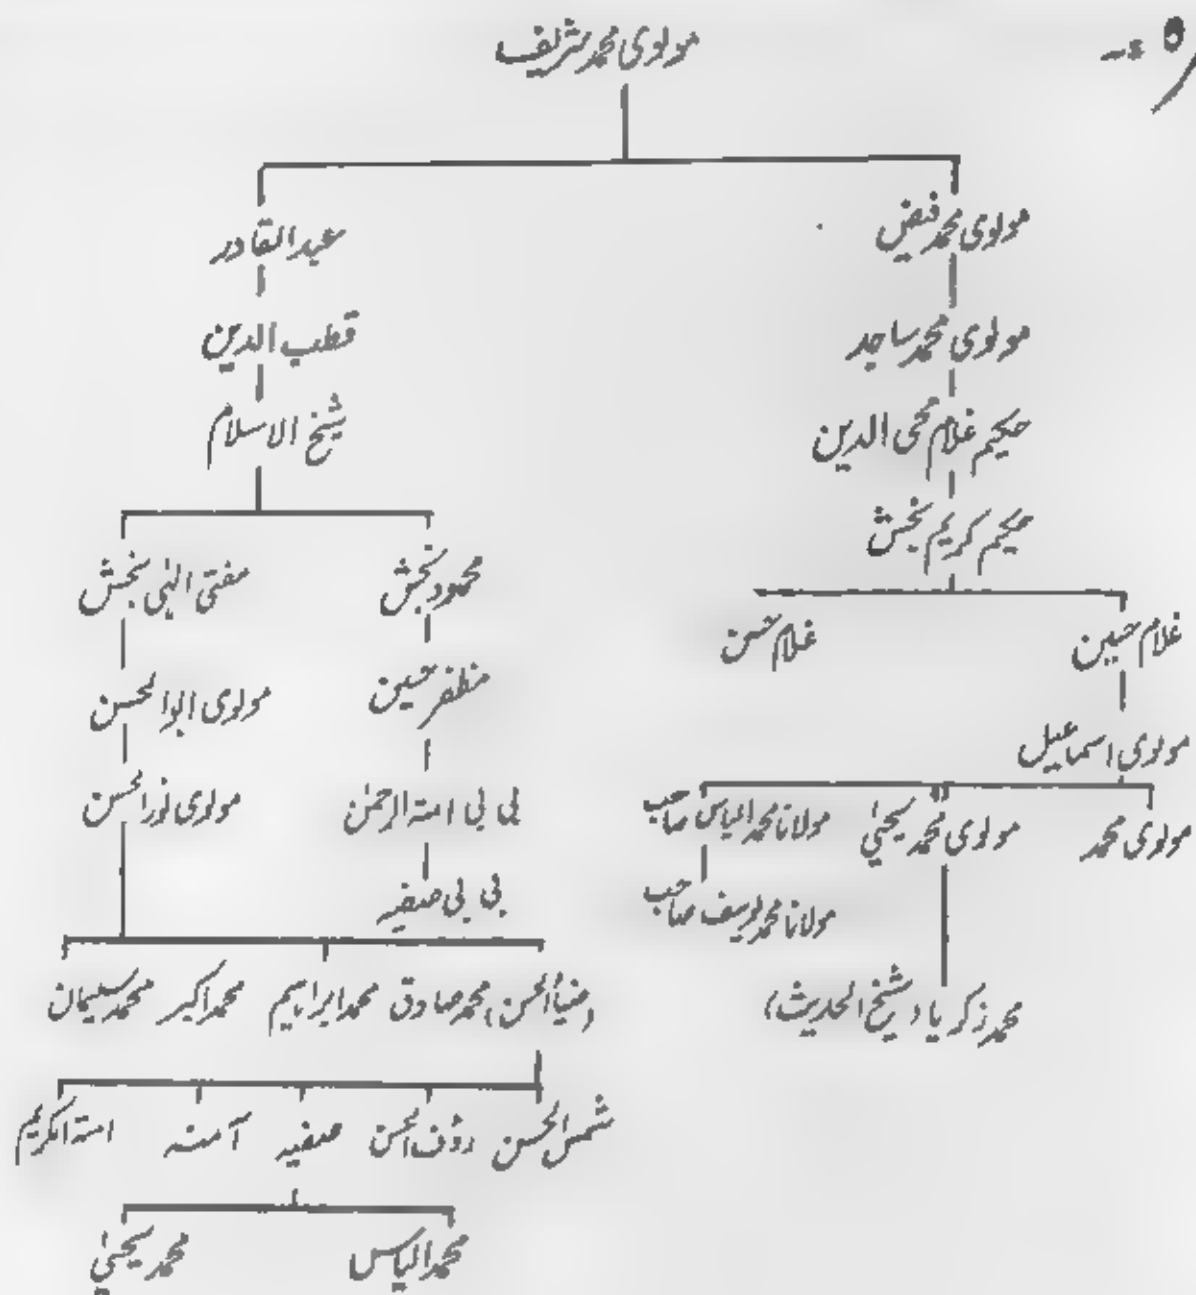 مولوی محمد شریف
مولوی محمد فیض
عبدالقادر
مولوی محمد ساجد
قطب الدین
حکیم غلام محی الدین
شیخ الاسلام
حکیم کریم بخش
محمود بخش
مفتی الٰہی بخش
غلام حسین
غلام حسن
مظفر حسین
مولوی ابوالحسن
مولوی اسماعیل
بی بی امتہ الرحمٰن
مولوی نورالحسن
مولوی محمد
مولوی محمد یحییٰ
مولانا محمد الیاس صاحب
بی بی صفیہ
مولانا محمد یوسف صاحب
محمد زکریا (شیخ الحدیث)
(ضیاء الحسن) محمد صادق محمد ابراہیم محمد اکبر محمد سلیمان
شمس الحسن رؤف الحسن صفیہ آمنہ امتہ الکریم
محمد الیاس محمد یحییٰ